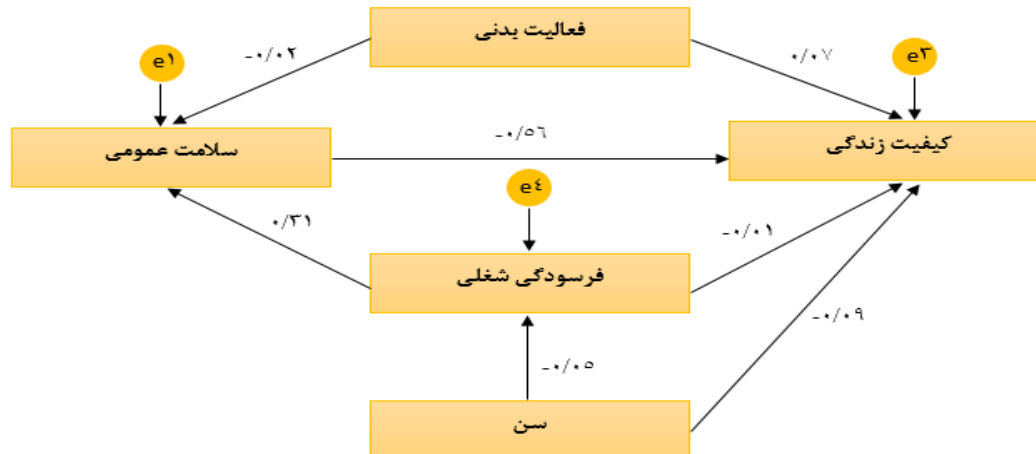 فعالیت بدنی
e۱
-۰/۰۲
۰/۰۷
e۳
سلامت عمومی
-۰/۵۶
کیفیت زندگی
e٤
۰/۳۱
-۰/۰۱
فرسودگی شغلی
-۰/۰۵
-۰/۰۹
سن